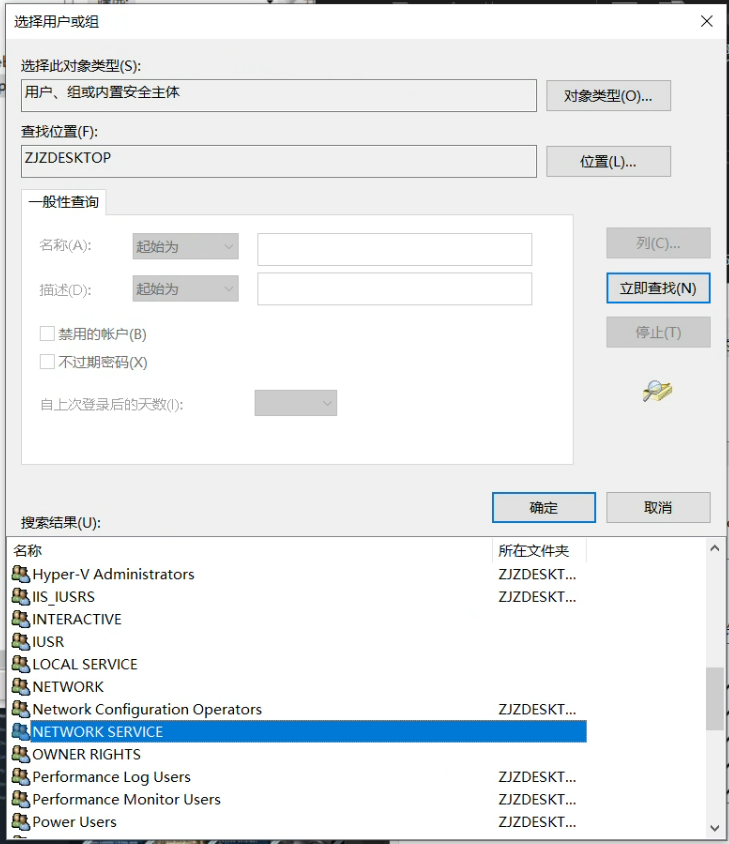 选择用户或组
选择此对象类型(S):
用户、组或内置安全主体
对象类型(O)...
查找位置(F):
ZJZDESKTOP
位置(L)...
一般性查询
名称(A):
起始为
列(C)...
描述(D):
起始为
立即查找(N)
禁用的帐户(B)
停止(T)
不过期密码(X)
自上次登录后的天数(I):
确定
取消
搜索结果(U):
名称 所在文件夹
Hyper-V Administrators ZJZDESKT...
IIS_IUSRS ZJZDESKT...
INTERACTIVE
IUSR
LOCAL SERVICE
NETWORK
Network Configuration Operators ZJZDESKT...
NETWORK SERVICE
OWNER RIGHTS
Performance Log Users ZJZDESKT...
Performance Monitor Users ZJZDESKT...
Power Users ZJZDESKT...